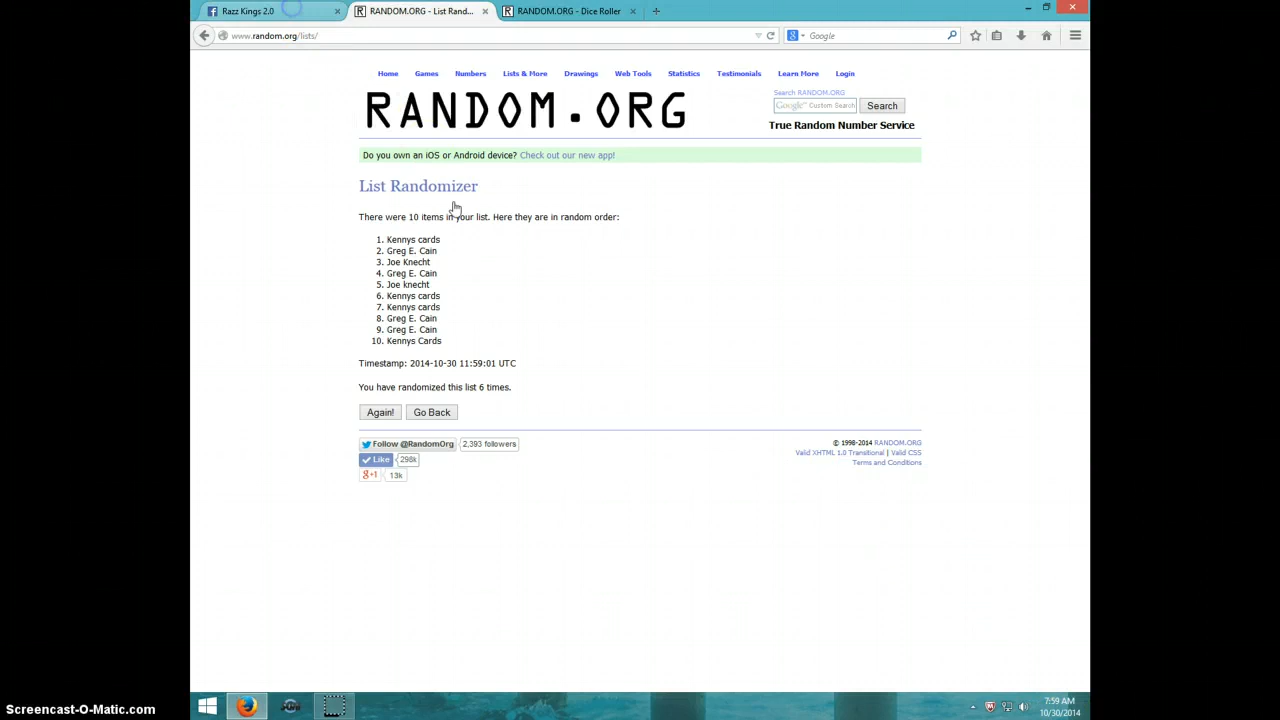 Razz Kings 2.0
RANDOM.ORG - List Rand...
RANDOM.ORG - Dice Roller
www.random.org/lists/
Google
Home Games Numbers Lists & More Drawings Web Tools Statistics Testimonials Learn More Login
RANDOM.ORG
Search RANDOM.ORG
Google™ Custom Search
Search
True Random Number Service
Do you own an iOS or Android device? Check out our new app!
List Randomizer
There were 10 items in your list. Here they are in random order:
1. Kennys cards
2. Greg E. Cain
3. Joe Knecht
4. Greg E. Cain
5. Joe knecht
6. Kennys cards
7. Kennys cards
8. Greg E. Cain
9. Greg E. Cain
10. Kennys Cards
Timestamp: 2014-10-30 11:59:01 UTC
You have randomized this list 6 times.
Again! Go Back
Follow @RandomOrg 2,393 followers
Like 298k
g+1 13k
© 1998-2014 RANDOM.ORG
Valid XHTML 1.0 Transitional | Valid CSS
Terms and Conditions
7:59 AM
10/30/2014
Screencast-O-Matic.com